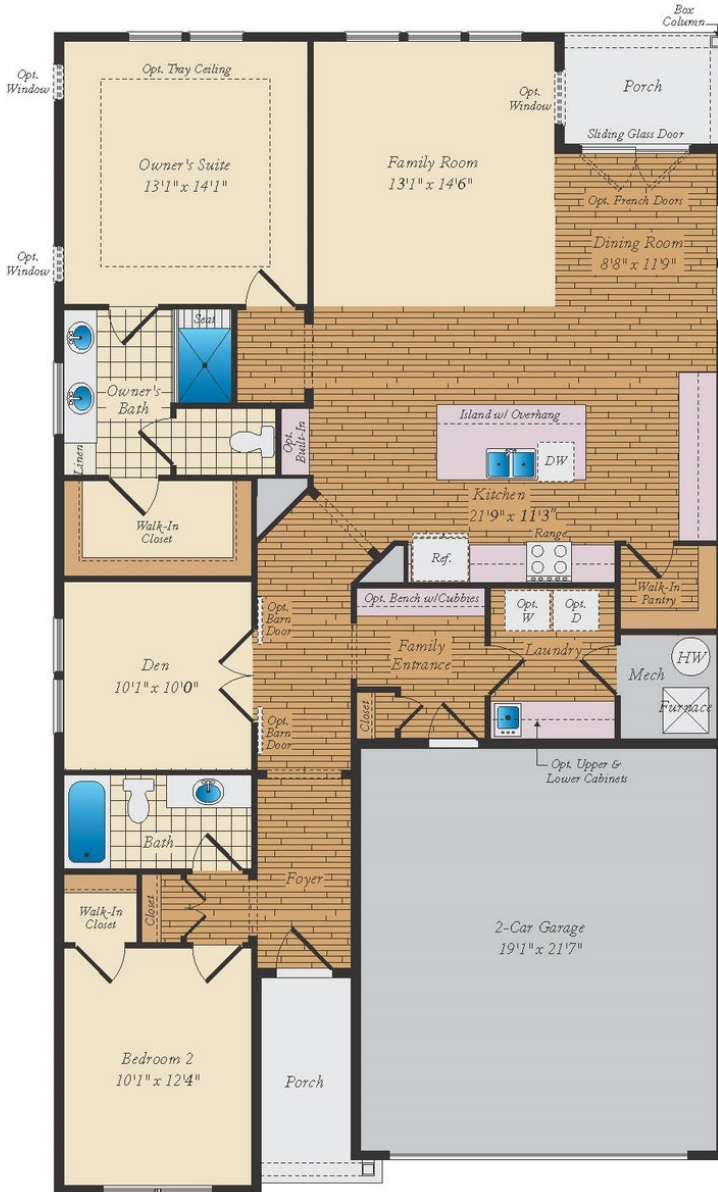 Box
Column
Opt.
Window
Opt. Tray Ceiling
Owner's Suite
13'1" x 14'1"
Family Room
13'1" x 14'6"
Opt.
Window
Porch
Sliding Glass Door
Opt. French Doors
Dining Room
8'8" x 11'9"
Opt.
Window
Seat
Owner's
Bath
Linen
Opt.
Built-In
Island w/ Overhang
DW
Kitchen
21'9" x 11'3"
Range
Ref.
Walk-In
Closet
Walk-In
Pantry
Opt. Bench w/Cubbies
Opt.
W
Opt.
D
Opt.
Barn
Door
Family
Entrance
Laundry
Mech
HW
Furnace
Den
10'1" x 10'0"
Opt.
Barn
Door
Closet
Opt. Upper &
Lower Cabinets
Bath
Foyer
Walk-In
Closet
Closet
2-Car Garage
19'1" x 21'7"
Bedroom 2
10'1" x 12'4"
Porch